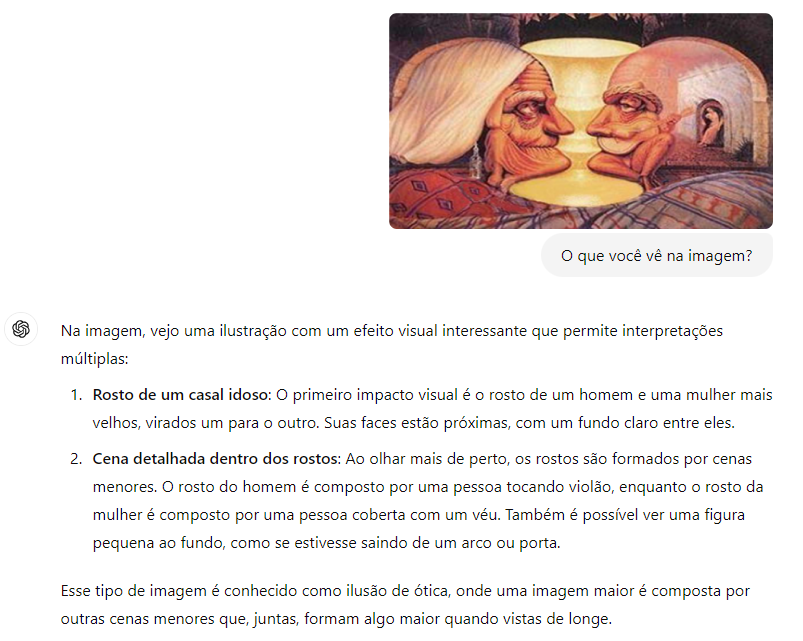 O que você vê na imagem?
Na imagem, vejo uma ilustração com um efeito visual interessante que permite interpretações
múltiplas:
1. Rosto de um casal idoso: O primeiro impacto visual é o rosto de um homem e uma mulher mais
velhos, virados um para o outro. Suas faces estão próximas, com um fundo claro entre eles.
2. Cena detalhada dentro dos rostos: Ao olhar mais de perto, os rostos são formados por cenas
menores. O rosto do homem é composto por uma pessoa tocando violão, enquanto o rosto da
mulher é composto por uma pessoa coberta com um véu. Também é possível ver uma figura
pequena ao fundo, como se estivesse saindo de um arco ou porta.
Esse tipo de imagem é conhecido como ilusão de ótica, onde uma imagem maior é composta por
outras cenas menores que, juntas, formam algo maior quando vistas de longe.